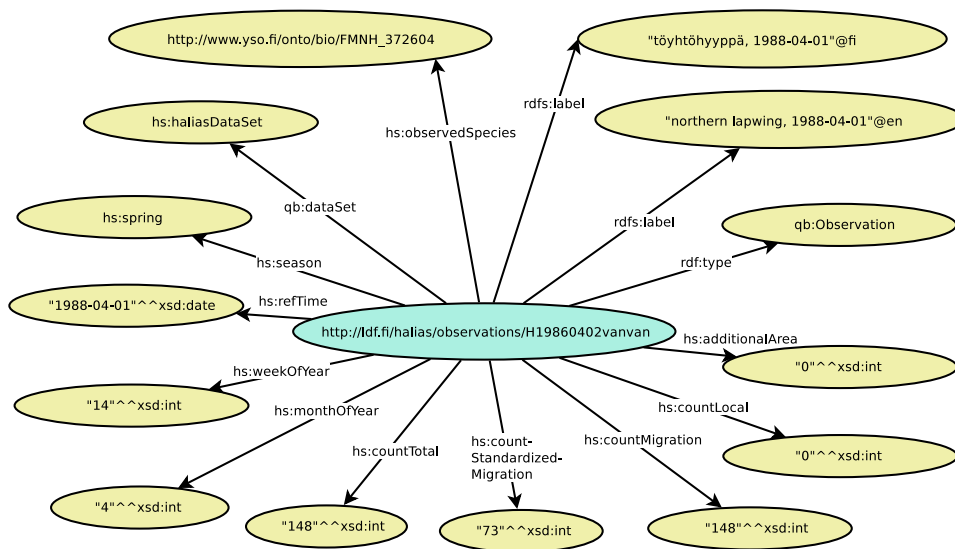 http://www.yso.fi/onto/bio/FMNH_372604
"töyhtöhyyppä, 1988-04-01"@fi
rdfs:label
hs:haliasDataSet
hs:observedSpecies
"northern lapwing, 1988-04-01"@en
qb:dataSet
hs:spring
rdfs:label
qb:Observation
hs:season
rdf:type
"1988-04-01"^^xsd:date
hs:refTime
http://ldf.fi/halias/observations/H19860402vanvan
hs:additionalArea
"0"^^xsd:int
hs:weekOfYear
"14"^^xsd:int
hs:monthOfYear
hs:countLocal
hs:countTotal
hs:count-
Standardized-
Migration
hs:countMigration
"0"^^xsd:int
"4"^^xsd:int
"148"^^xsd:int
"73"^^xsd:int
"148"^^xsd:int